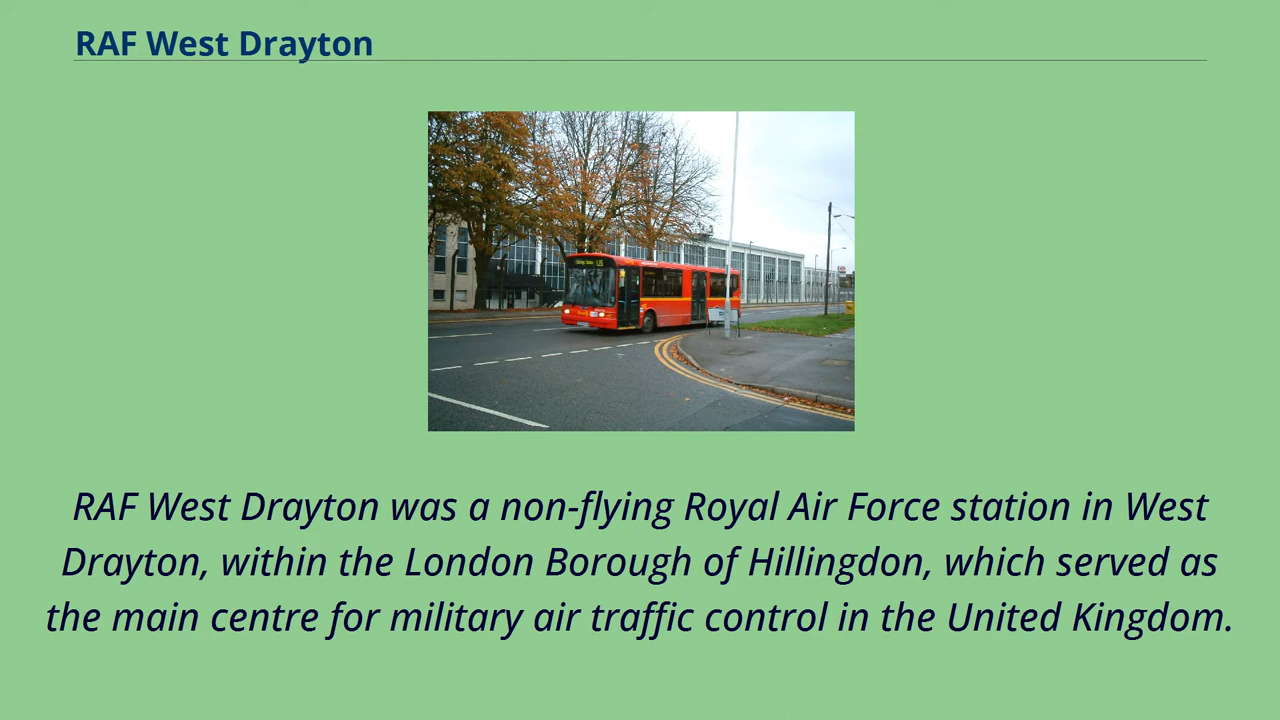 RAF West Drayton
RAF West Drayton was a non-flying Royal Air Force station in West
Drayton, within the London Borough of Hillingdon, which served as
the main centre for military air traffic control in the United Kingdom.